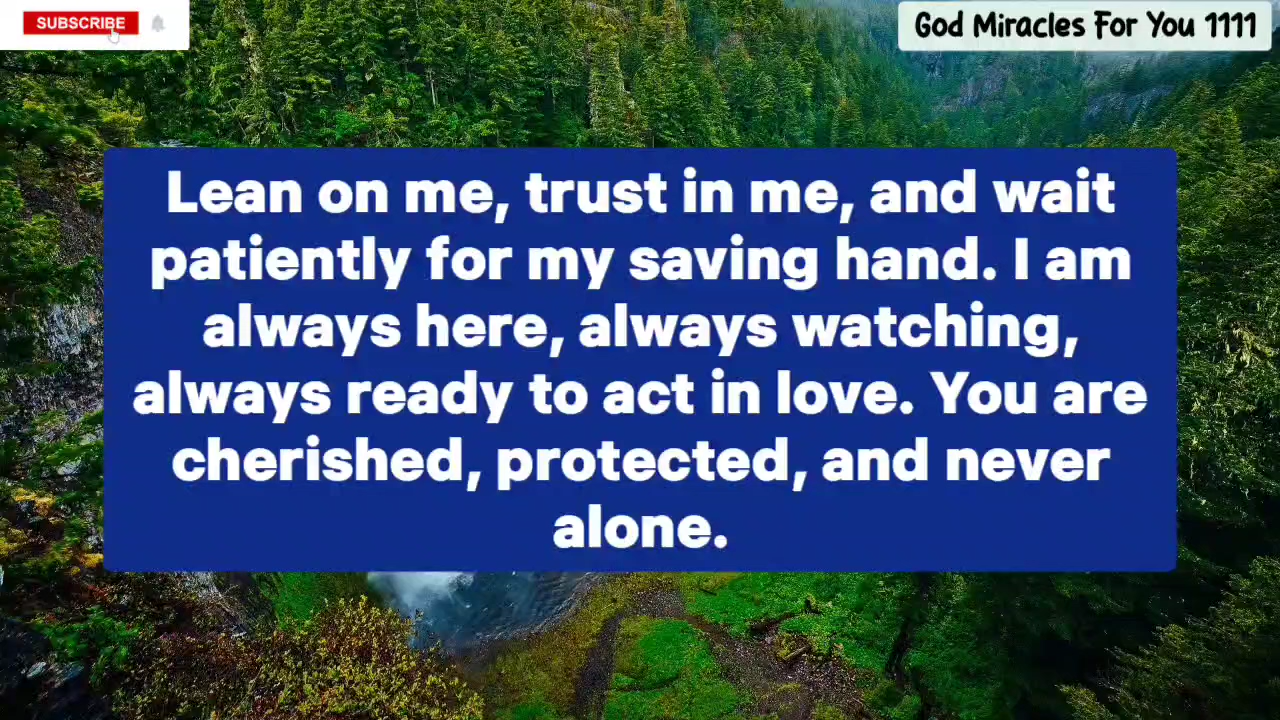 SUBSCRIBE
God Miracles For You 1111
Lean on me, trust in me, and wait
patiently for my saving hand. I am
always here, always watching,
always ready to act in love. You are
cherished, protected, and never
alone.